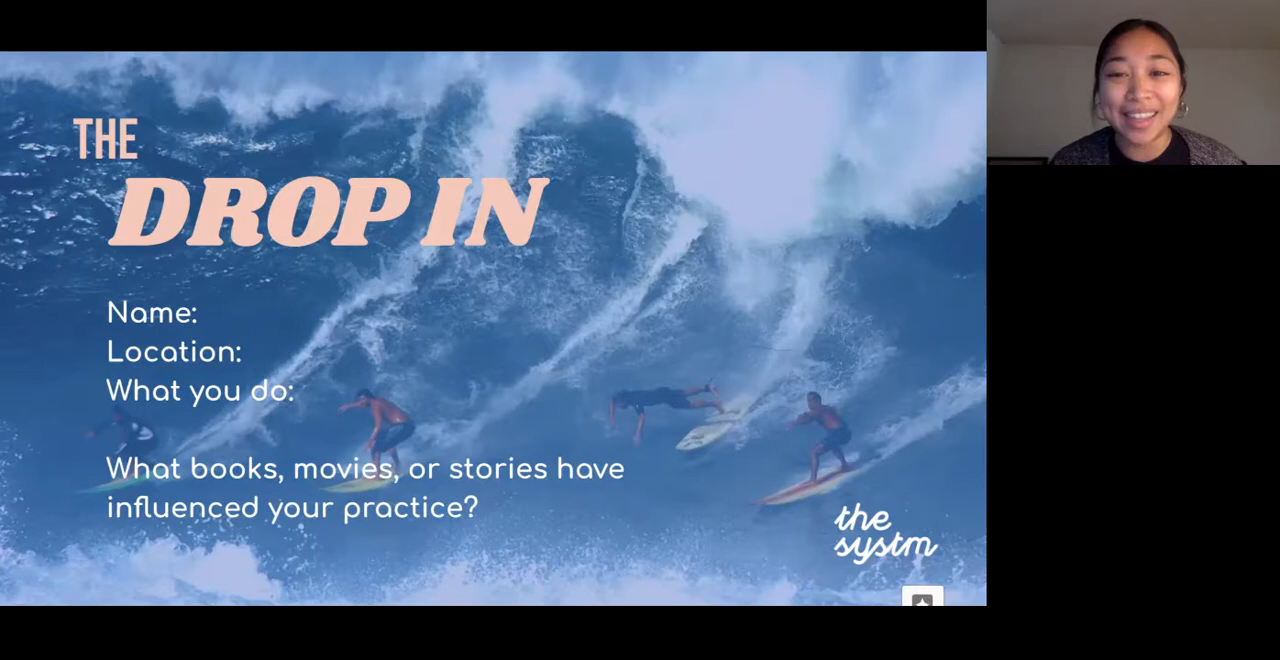 THE
DROP IN
Name:
Location:
What you do:
What books, movies, or stories have
influenced your practice?
the
systm